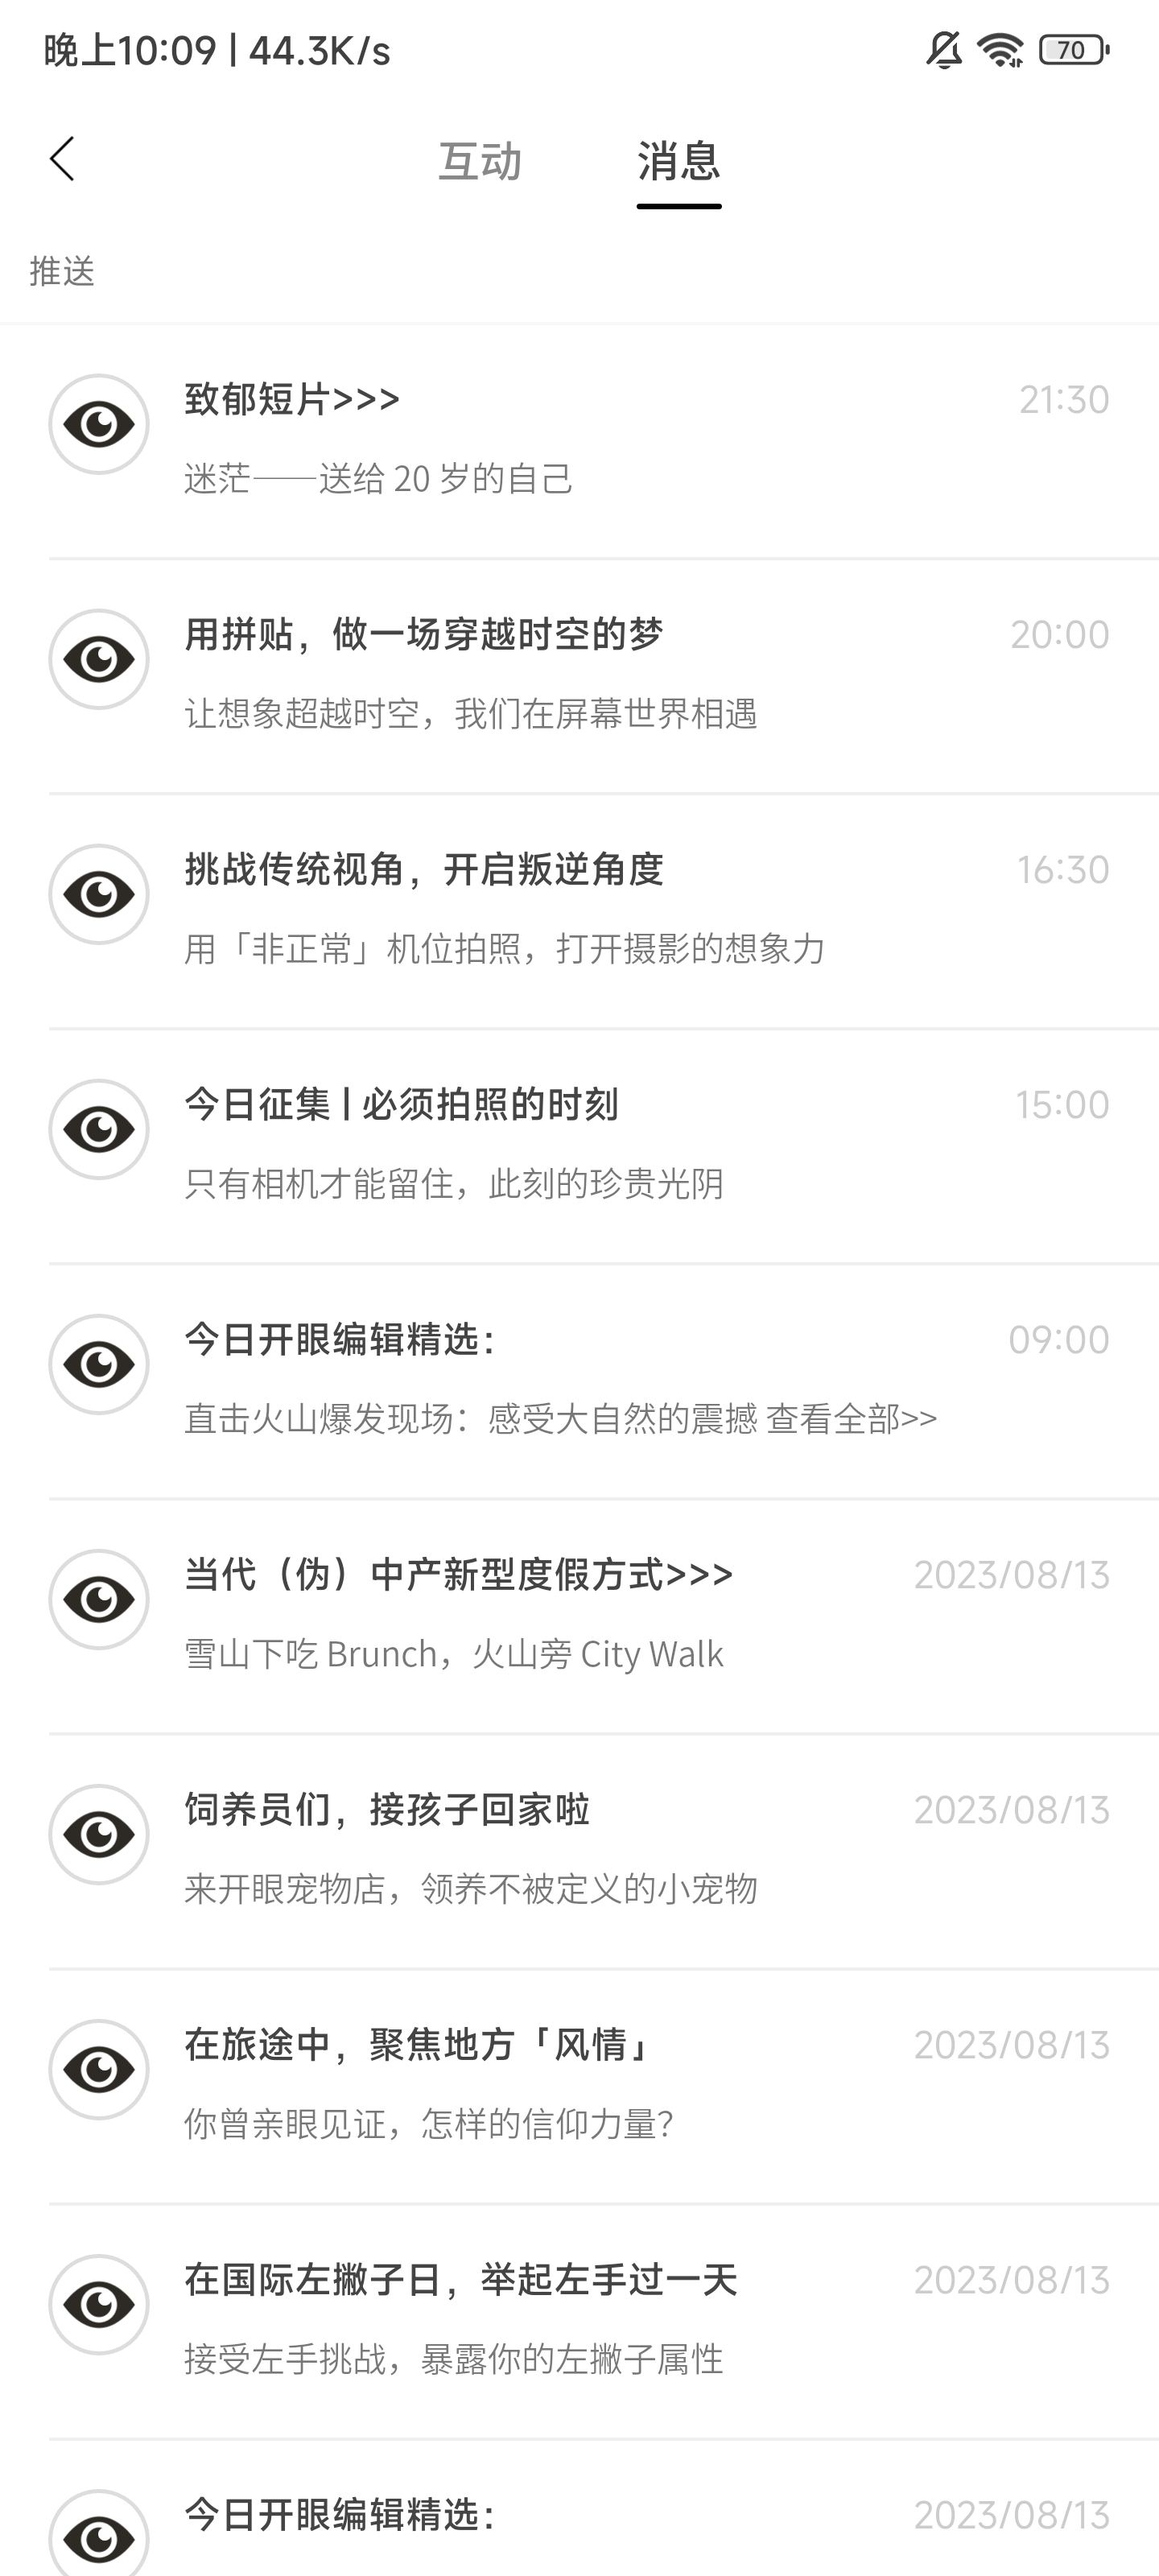 晚上10:09 | 44.3K/s
70
互动 消息
推送
致郁短片>>> 21:30
迷茫——送给 20 岁的自己
用拼贴，做一场穿越时空的梦 20:00
让想象超越时空，我们在屏幕世界相遇
挑战传统视角，开启叛逆角度 16:30
用「非正常」机位拍照，打开摄影的想象力
今日征集 | 必须拍照的时刻 15:00
只有相机才能留住，此刻的珍贵光阴
今日开眼编辑精选： 09:00
直击火山爆发现场：感受大自然的震撼 查看全部>>
当代（伪）中产新型度假方式>>> 2023/08/13
雪山下吃 Brunch，火山旁 City Walk
饲养员们，接孩子回家啦 2023/08/13
来开眼宠物店，领养不被定义的小宠物
在旅途中，聚焦地方「风情」 2023/08/13
你曾亲眼见证，怎样的信仰力量？
在国际左撇子日，举起左手过一天 2023/08/13
接受左手挑战，暴露你的左撇子属性
今日开眼编辑精选： 2023/08/13